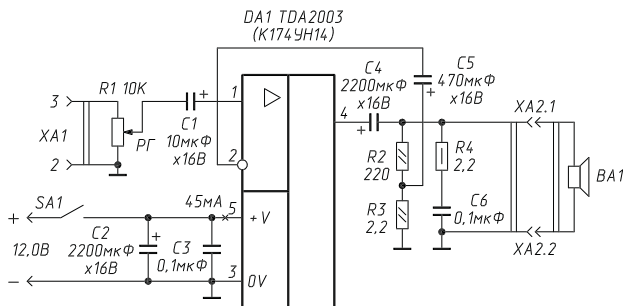 DA1 TDA2003
(К174УН14)
C4
2200мкФ
x16В
C5
470мкФ
x16В
+
3
R1 10K
+
1
4
+
XA2.1
C1
10мкФ
x16В
XA1
РГ
2
2
R2
220
R4
2,2
BA1
SA1
45мА
5
+V
R3
2,2
C6
0,1мкФ
+
12,0В
C2
2200мкФ
x16В
+
C3
0,1мкФ
XA2.2
3
0V
−